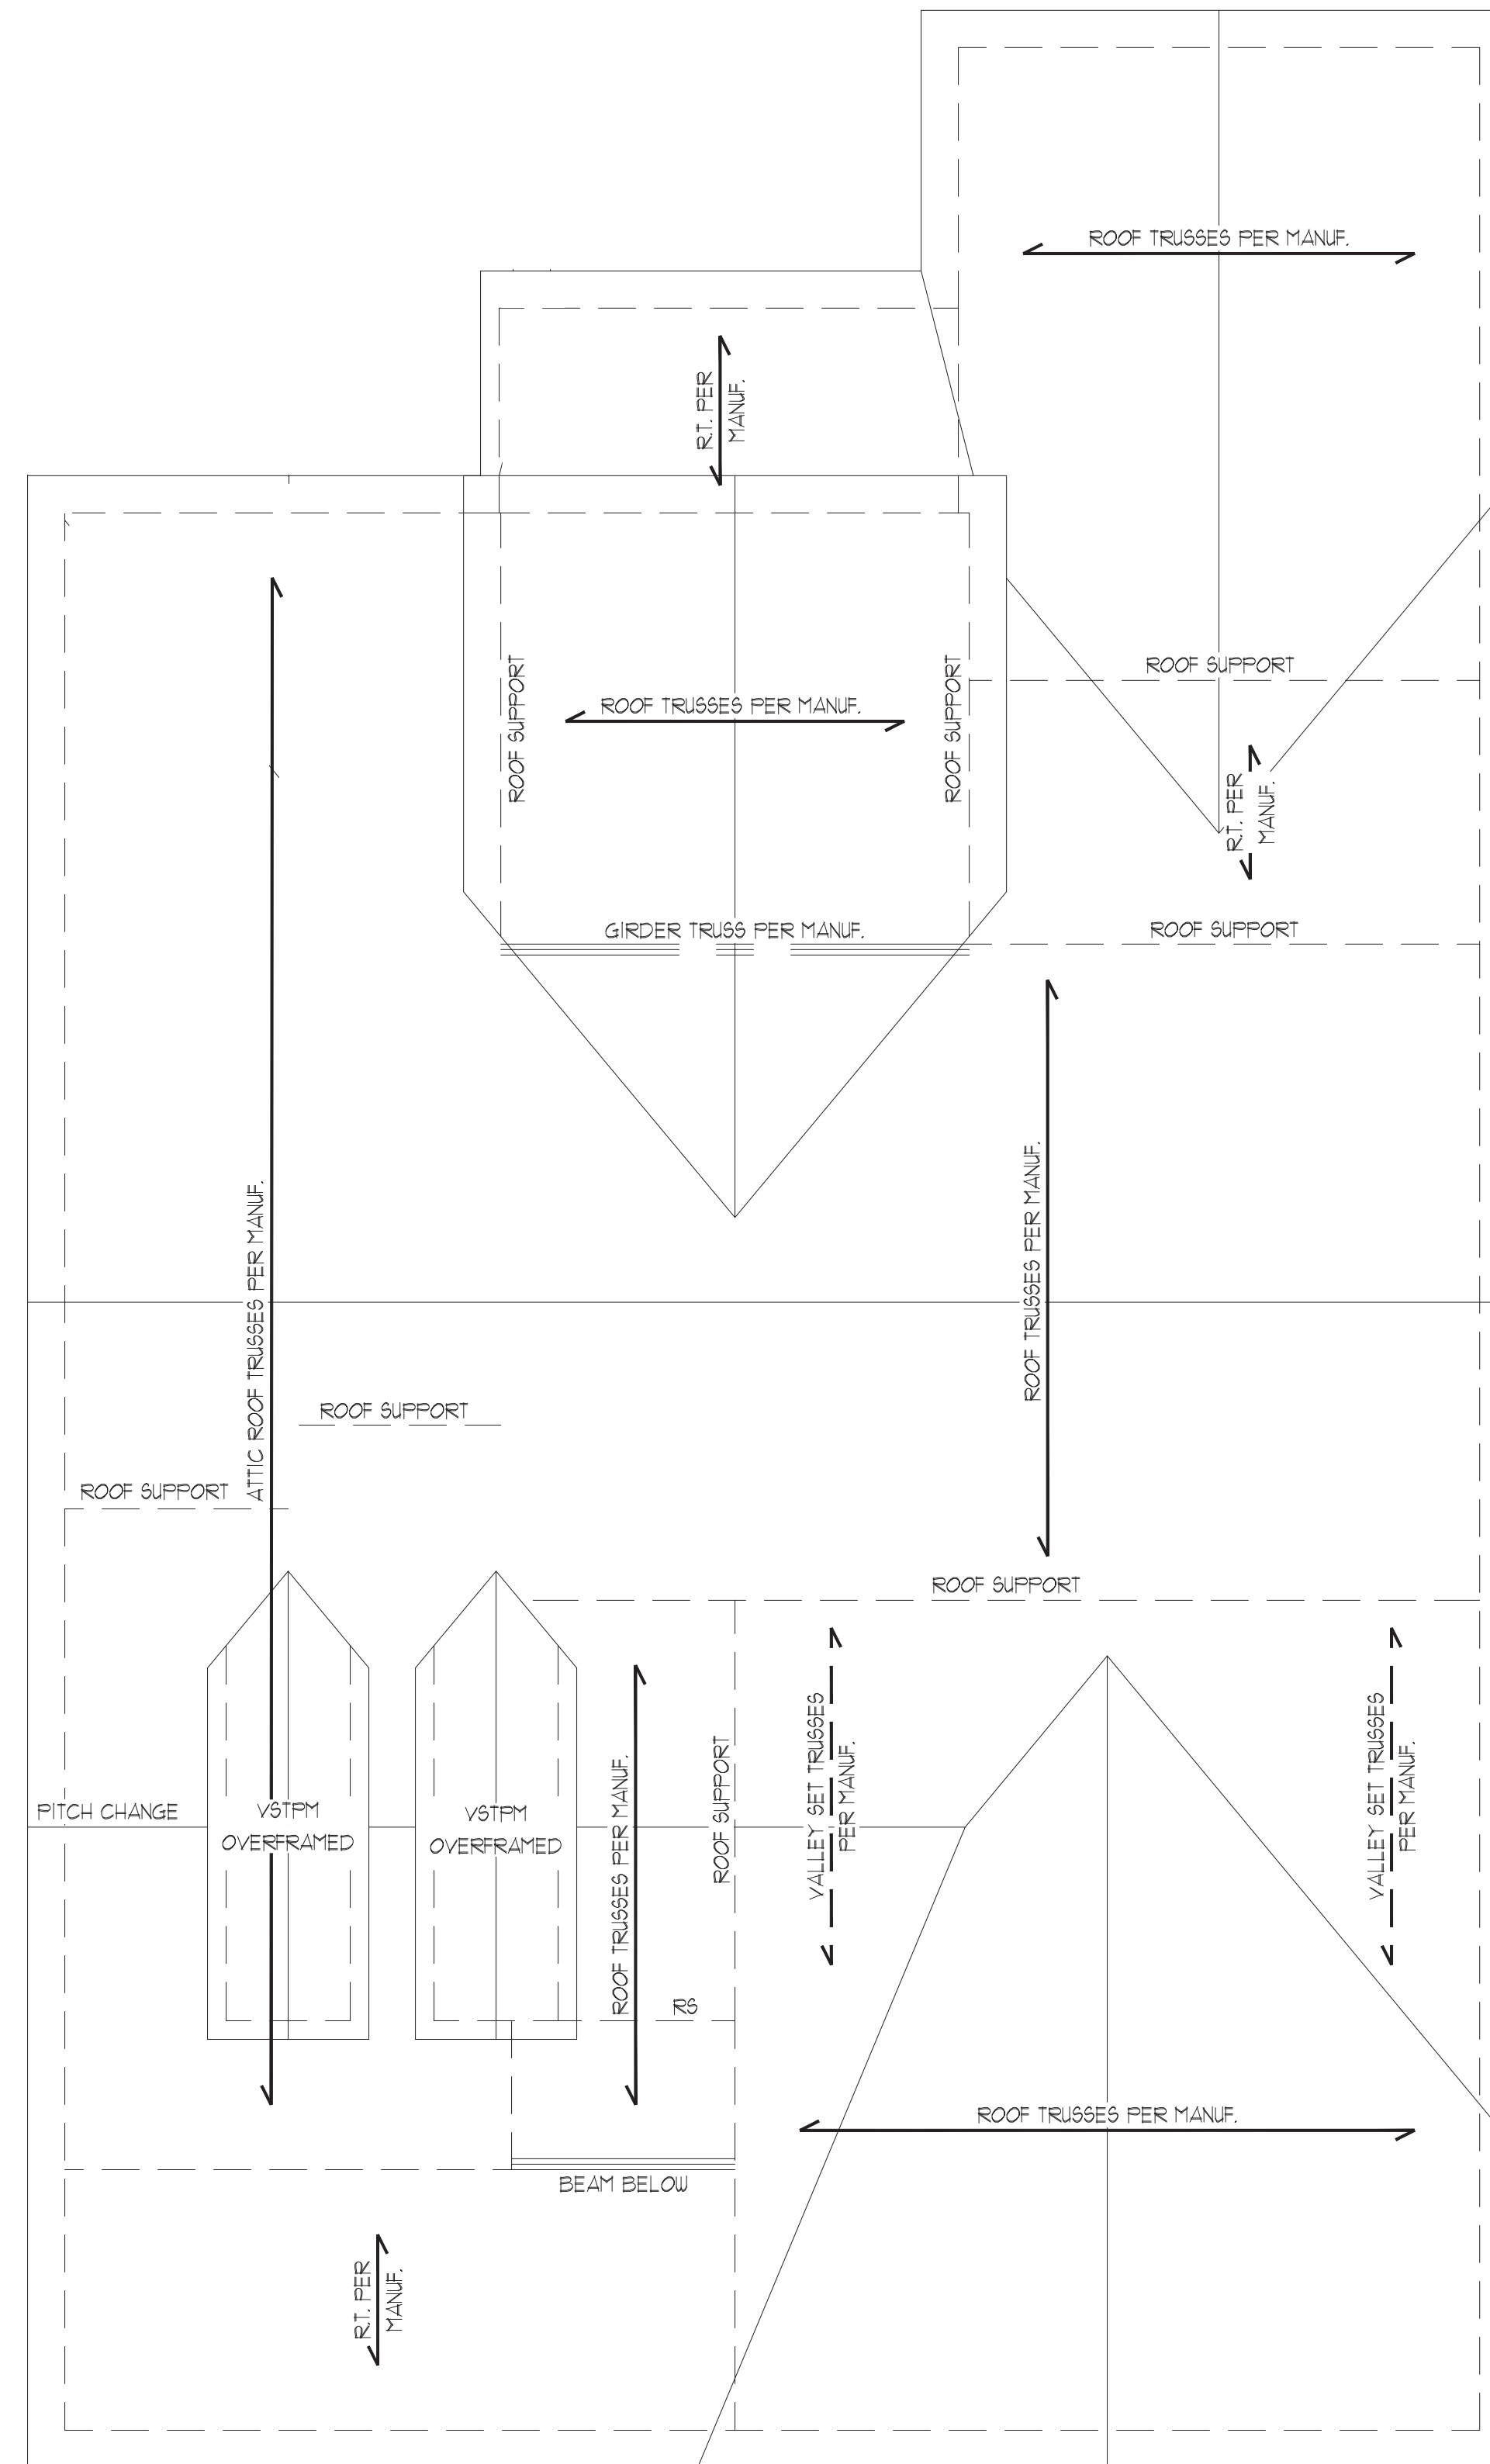 ROOF TRUSSES PER MANUF.
R.T. PER
MANUF.
ROOF SUPPORT
ROOF SUPPORT
ROOF TRUSSES PER MANUF.
ROOF SUPPORT
R.T. PER
MANUF.
GIRDER TRUSS PER MANUF.
ROOF SUPPORT
ATTIC ROOF TRUSSES PER MANUF.
ROOF TRUSSES PER MANUF.
ROOF SUPPORT
ROOF SUPPORT
ROOF SUPPORT
PITCH CHANGE
VSTPM
OVERFRAMED
VSTPM
OVERFRAMED
ROOF TRUSSES PER MANUF.
ROOF SUPPORT
VALLEY SET TRUSSES
PER MANUF.
VALLEY SET TRUSSES
PER MANUF.
RS
ROOF TRUSSES PER MANUF.
BEAM BELOW
R.T. PER
MANUF.